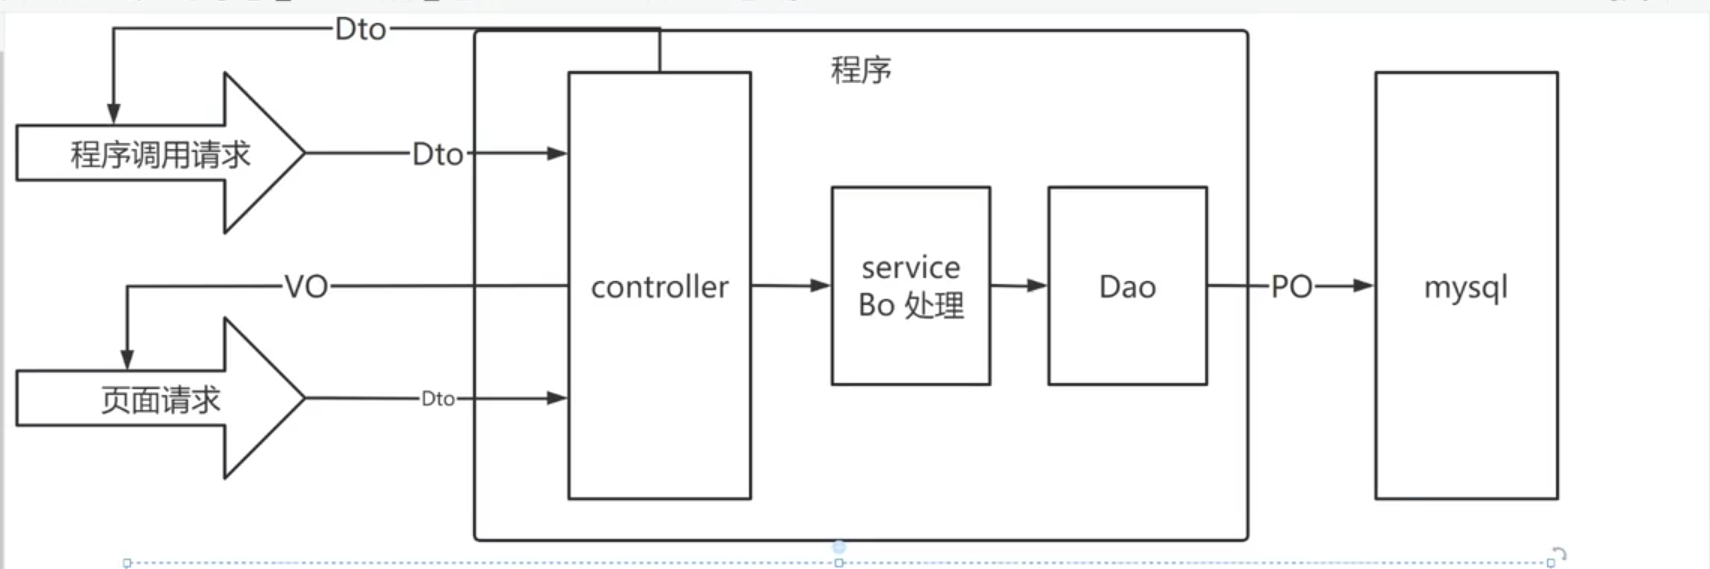 Dto
程序
程序调用请求
Dto
VO
controller
service
Bo 处理
Dao
PO
mysql
页面请求
Dto